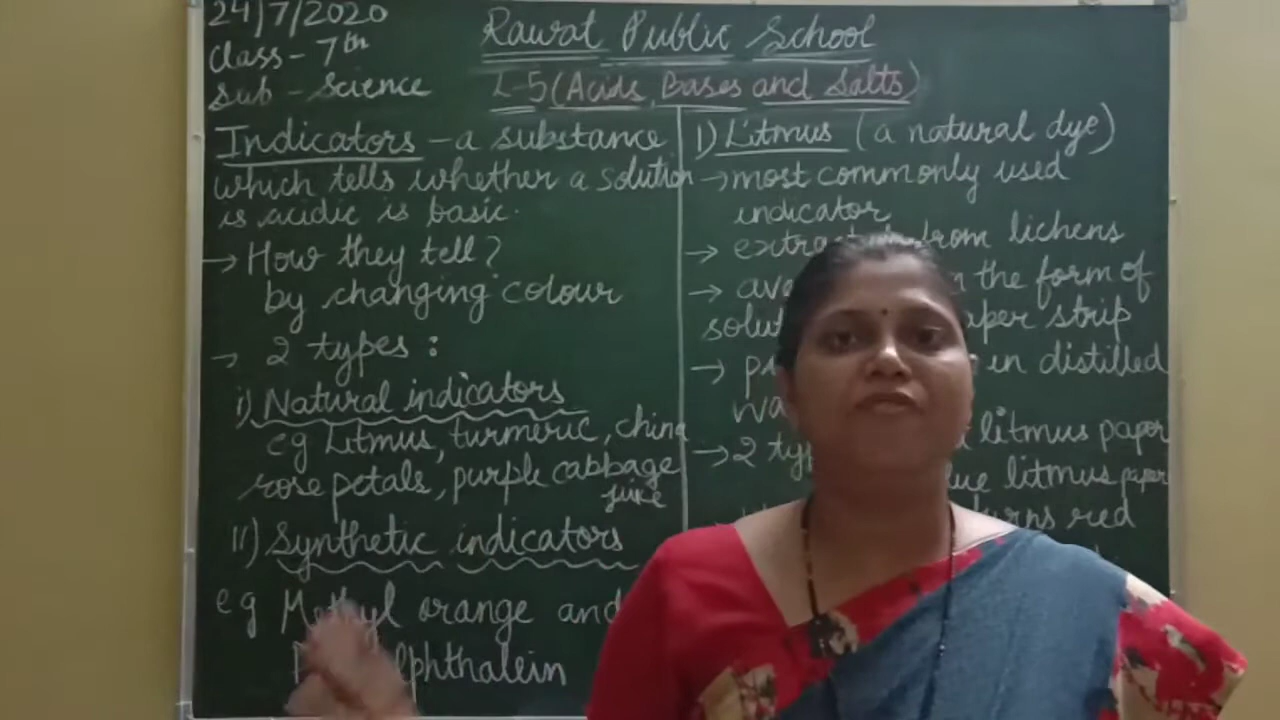 24/7/2020
Class - 7th
Sub - Science
Rawat Public School
L-5 (Acids, Bases and Salts)
Indicators - a substance
which tells whether a solution
is acidic is basic.
→ How they tell?
by changing colour
→ 2 types :
i) Natural indicators
eg Litmus, turmeric, china
rose petals, purple cabbage
juice
ii) Synthetic indicators
eg Methyl orange and
1) Litmus (a natural dye)
→ most commonly used
indicator
→ from lichens
→ in the form of
strip
→ in distilled
→ 2 litmus paper
litmus paper
turns red